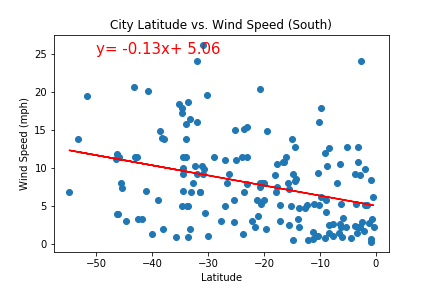 City Latitude vs. Wind Speed (South)
y= -0.13x+ 5.06
25
20
15
10
5
0
Wind Speed (mph)
−50 −40 −30 −20 −10 0
Latitude